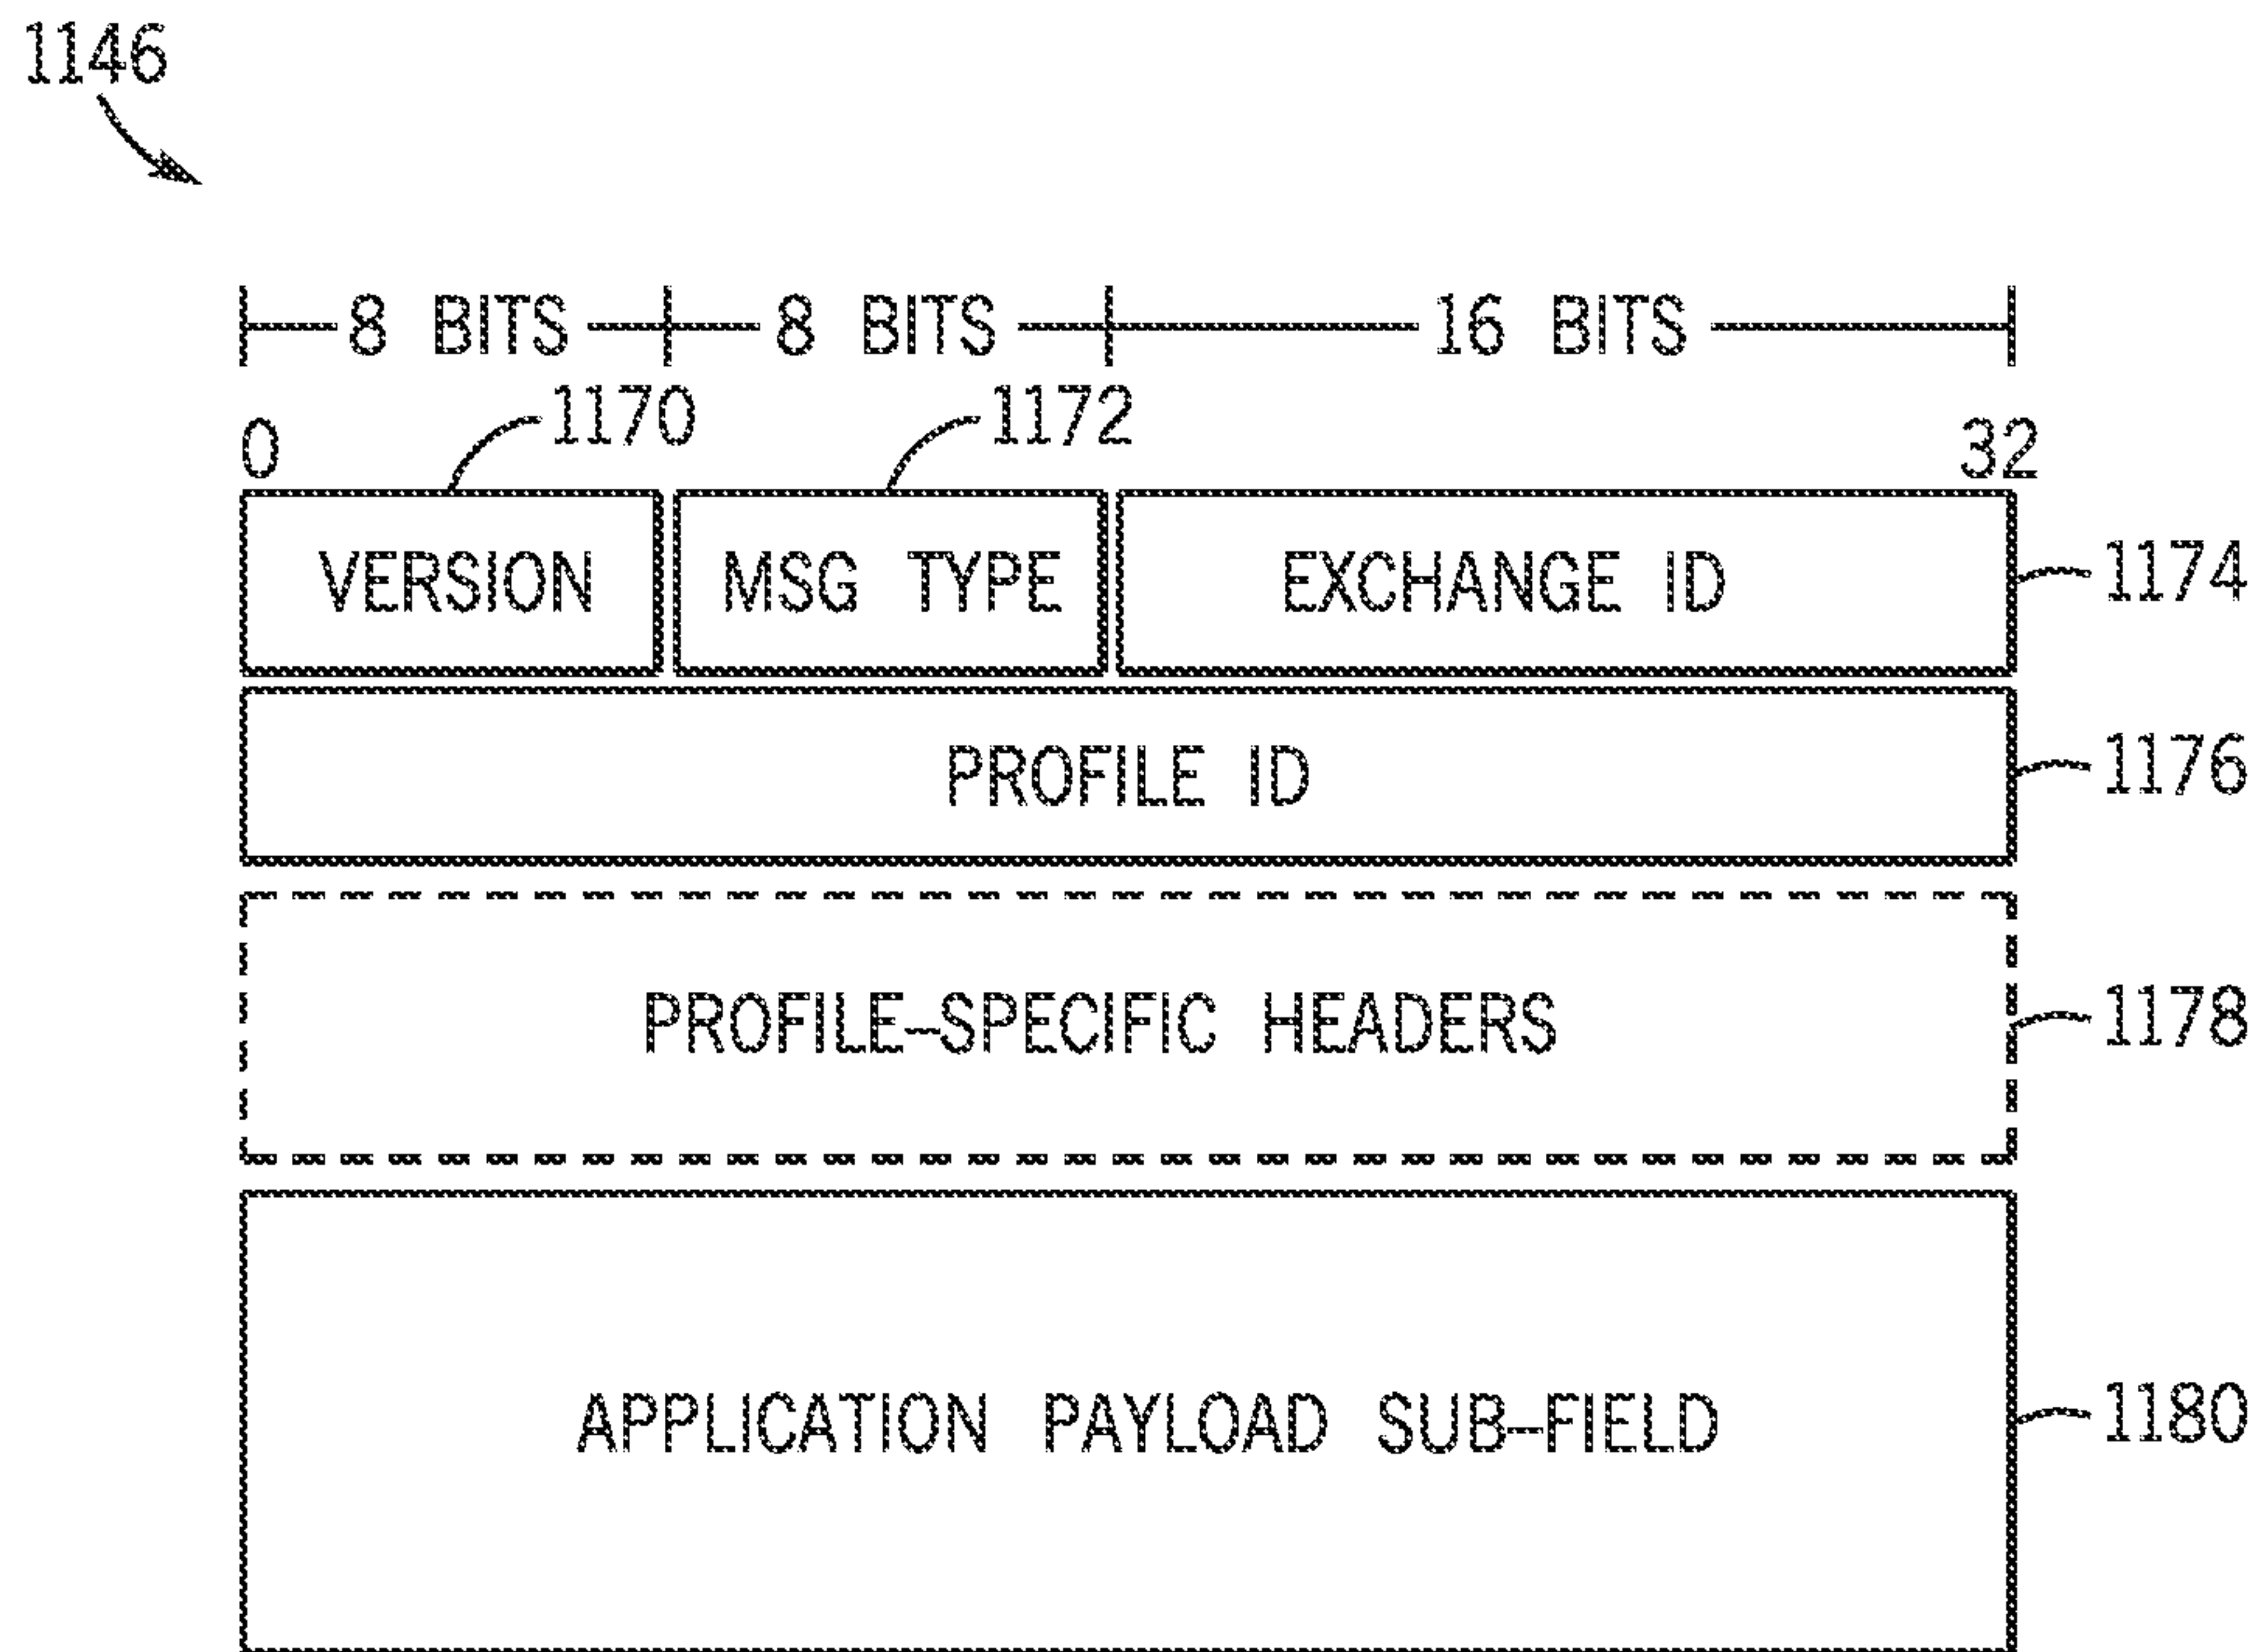 1146
8 BITS 8 BITS 16 BITS
1170 1172
0 32
VERSION MSG TYPE EXCHANGE ID 1174
PROFILE ID 1176
PROFILE-SPECIFIC HEADERS 1178
APPLICATION PAYLOAD SUB-FIELD 1180